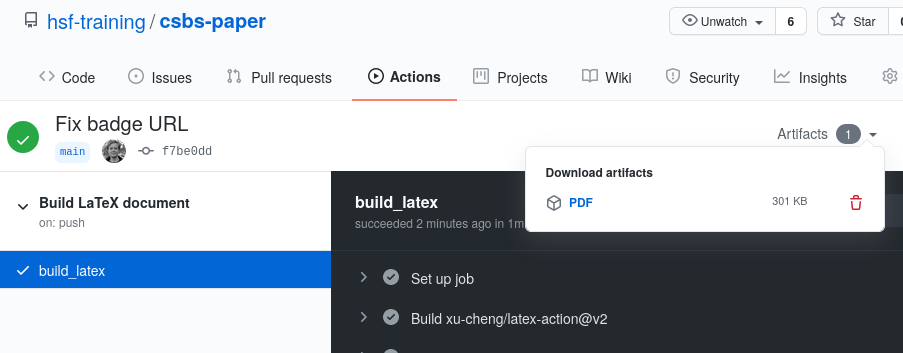 hsf-training / csbs-paper
Unwatch 6 Star
Code Issues Pull requests Actions Projects Wiki Security Insights
Fix badge URL
Artifacts 1
main f7be0dd
Download artifacts
PDF 301 KB
Build LaTeX document
on: push
build_latex
succeeded 2 minutes ago in 1m
build_latex
Set up job
Build xu-cheng/latex-action@v2